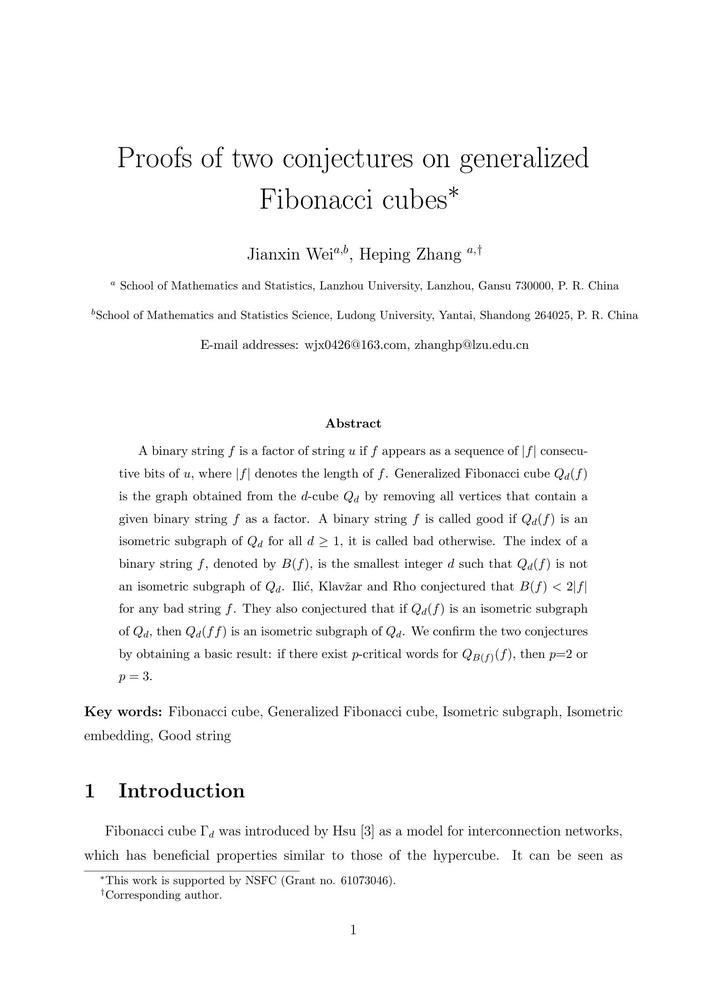 Proofs of two conjectures on generalized
Fibonacci cubes*
Jianxin Wei^{a,b}, Heping Zhang ^{a,†}
^a School of Mathematics and Statistics, Lanzhou University, Lanzhou, Gansu 730000, P. R. China
^bSchool of Mathematics and Statistics Science, Ludong University, Yantai, Shandong 264025, P. R. China
E-mail addresses: wjx0426@163.com, zhanghp@lzu.edu.cn
Abstract
A binary string f is a factor of string u if f appears as a sequence of |f| consecu-
tive bits of u, where |f| denotes the length of f. Generalized Fibonacci cube Q_d(f)
is the graph obtained from the d-cube Q_d by removing all vertices that contain a
given binary string f as a factor. A binary string f is called good if Q_d(f) is an
isometric subgraph of Q_d for all d ≥ 1, it is called bad otherwise. The index of a
binary string f, denoted by B(f), is the smallest integer d such that Q_d(f) is not
an isometric subgraph of Q_d. Ilić, Klavžar and Rho conjectured that B(f) < 2|f|
for any bad string f. They also conjectured that if Q_d(f) is an isometric subgraph
of Q_d, then Q_d(ff) is an isometric subgraph of Q_d. We confirm the two conjectures
by obtaining a basic result: if there exist p-critical words for Q_{B(f)}(f), then p=2 or
p = 3.
Key words: Fibonacci cube, Generalized Fibonacci cube, Isometric subgraph, Isometric
embedding, Good string
1 Introduction
Fibonacci cube Γ_d was introduced by Hsu [3] as a model for interconnection networks,
which has beneficial properties similar to those of the hypercube. It can be seen as
*This work is supported by NSFC (Grant no. 61073046).
†Corresponding author.
1